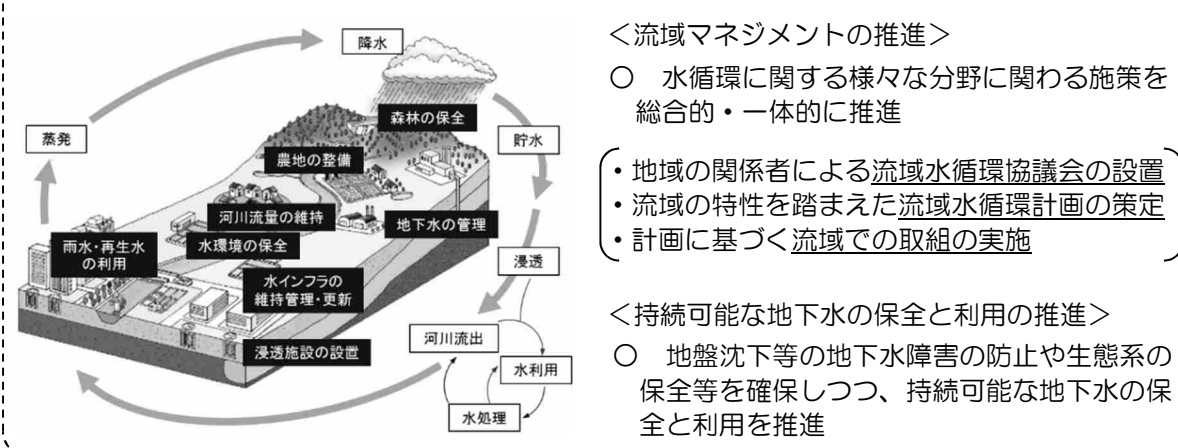 降水
森林の保全
蒸発
貯水
農地の整備
河川流量の維持
地下水の管理
雨水・再生水
の利用
水環境の保全
浸透
水インフラの
維持管理・更新
河川流出
浸透施設の設置
水利用
水処理
＜流域マネジメントの推進＞
〇　水循環に関する様々な分野に関わる施策を
総合的・一体的に推進
・地域の関係者による流域水循環協議会の設置
・流域の特性を踏まえた流域水循環計画の策定
・計画に基づく流域での取組の実施
＜持続可能な地下水の保全と利用の推進＞
〇　地盤沈下等の地下水障害の防止や生態系の
保全等を確保しつつ、持続可能な地下水の保
全と利用を推進